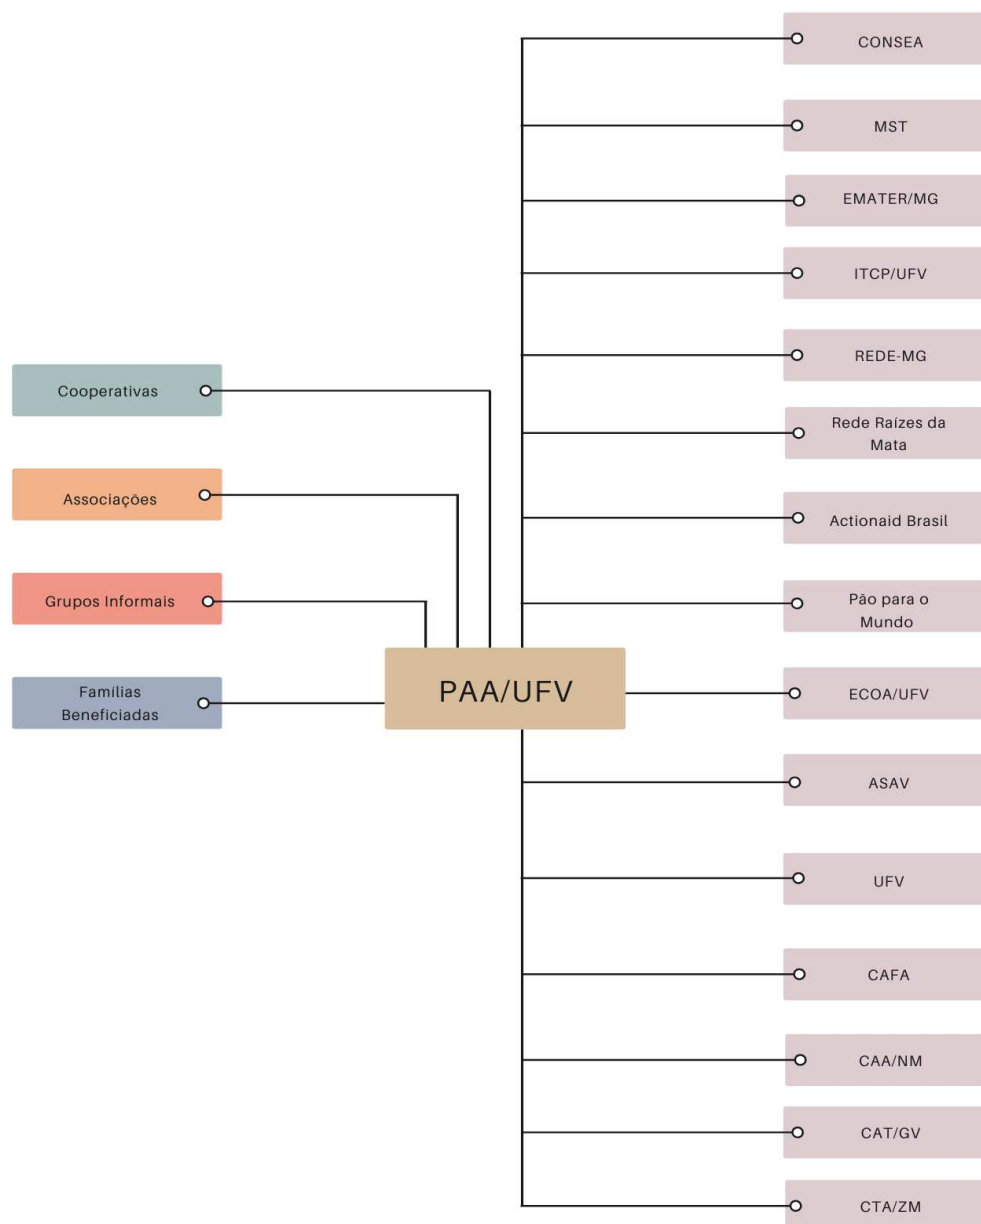 CONSEA
MST
EMATER/MG
ITCP/UFV
REDE-MG
Cooperativas
Rede Raízes da
Mata
Associações
Actionaid Brasil
Grupos Informais
Pâo para o
Mundo
Famílias
Beneficiadas
PAA/UFV
ECOA/UFV
ASAV
UFV
CAFA
CAA/NM
CAT/GV
CTA/ZM